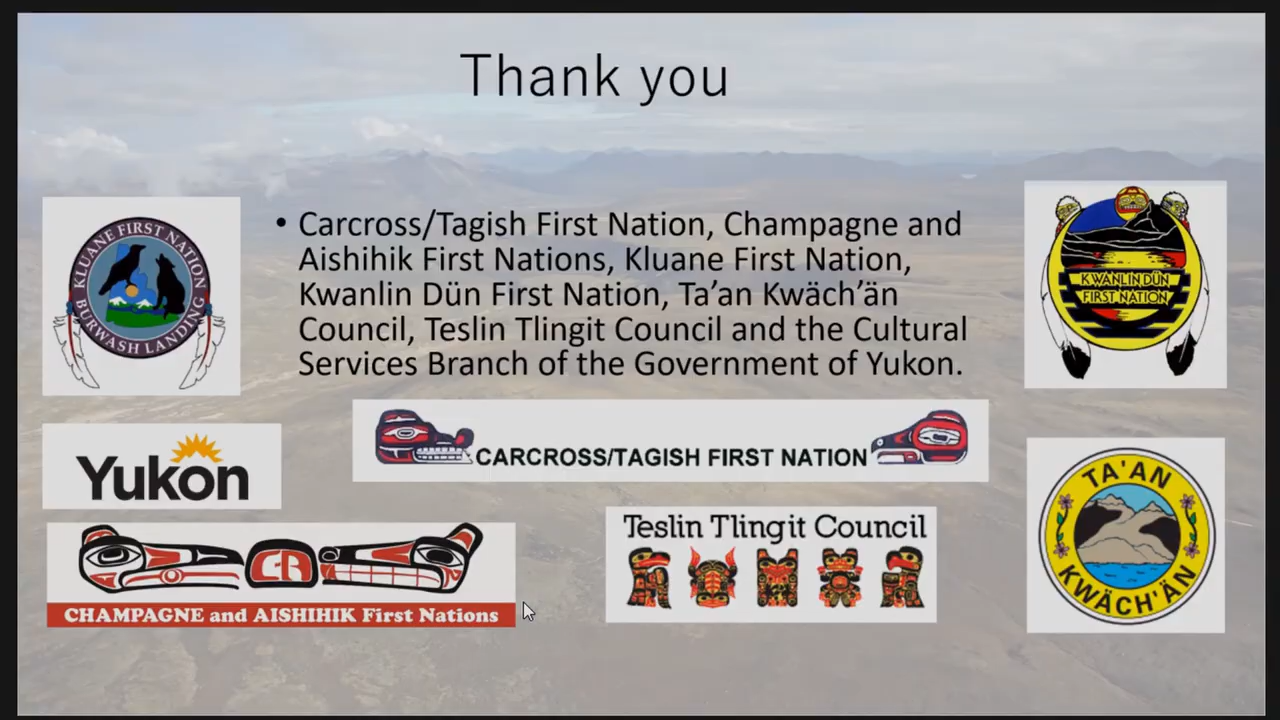 Thank you
• Carcross/Tagish First Nation, Champagne and
Aishihik First Nations, Kluane First Nation,
Kwanlin Dün First Nation, Ta’an Kwäch’än
Council, Teslin Tlingit Council and the Cultural
Services Branch of the Government of Yukon.
KLUANE FIRST NATION
BURWASH LANDING
KWANLIN DÜN
FIRST NATION
CARCROSS/TAGISH FIRST NATION
Yukon
TA'AN
KWÄCH'ÄN
Teslin Tlingit Council
CHAMPAGNE and AISHIHIK First Nations